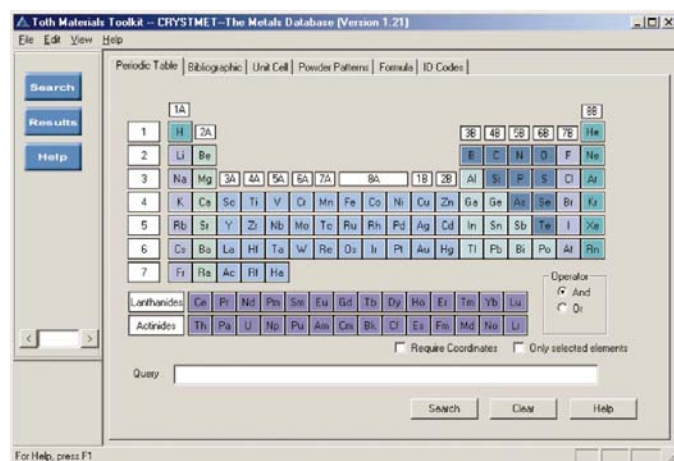 Toth Materials Toolkit -- CRYSTMET--The Metals Database (Version 1.21)
File Edit View Help
Periodic Table Bibliographic Unit Cell Powder Patterns Formula ID Codes
Search
Results
Help
1A 8B
1 H 2A 3B 4B 5B 6B 7B He
2 Li Be B C N O F Ne
3 Na Mg 3A 4A 5A 6A 7A 8A 1B 2B Al Si P S Cl Ar
4 K Ca Sc Ti V Cr Mn Fe Co Ni Cu Zn Ga Ge As Se Br Kr
5 Rb Sr Y Zr Nb Mo Tc Ru Rh Pd Ag Cd In Sn Sb Te I Xe
6 Cs Ba La Hf Ta W Re Os Ir Pt Au Hg Tl Pb Bi Po At Rn
7 Fr Ra Ac Rf Ha
Operator
And
Or
Lanthanides Ce Pr Nd Pm Sm Eu Gd Tb Dy Ho Er Tm Yb Lu
Actinides Th Pa U Np Pu Am Cm Bk Cf Es Fm Md No Lr
Require Coordinates Only selected elements
Query:
Search Clear Help
For Help, press F1